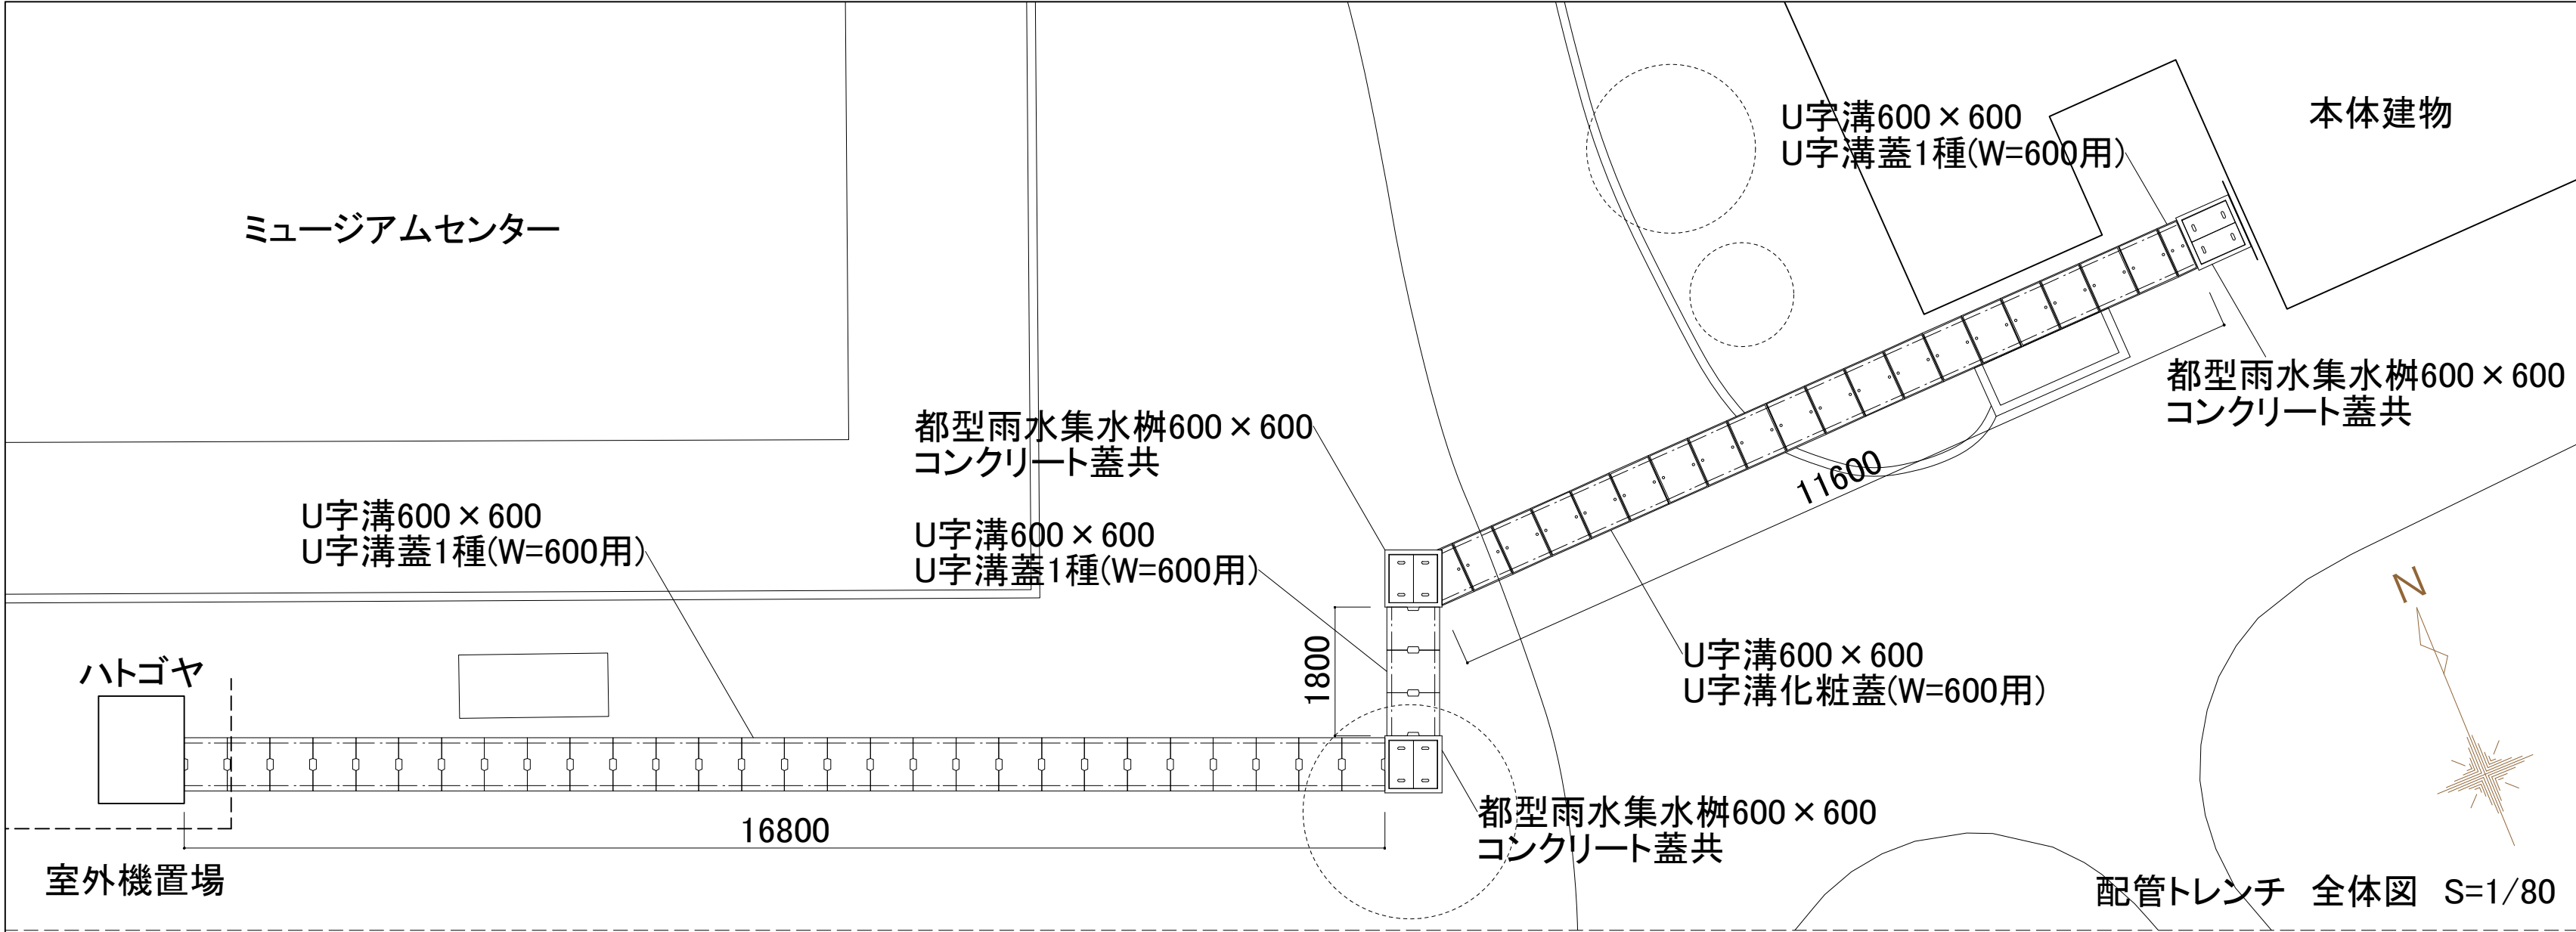 U字溝600×600
U字溝蓋1種(W=600用)
本体建物
ミュージアムセンター
都型雨水集水桝600×600
コンクリート蓋共
都型雨水集水桝600×600
コンクリート蓋共
11600
U字溝600×600
U字溝蓋1種(W=600用)
U字溝600×600
U字溝蓋1種(W=600用)
N
ハトゴヤ
1800
U字溝600×600
U字溝化粧蓋(W=600用)
16800
都型雨水集水桝600×600
コンクリート蓋共
室外機置場
配管トレンチ 全体図 S=1/80